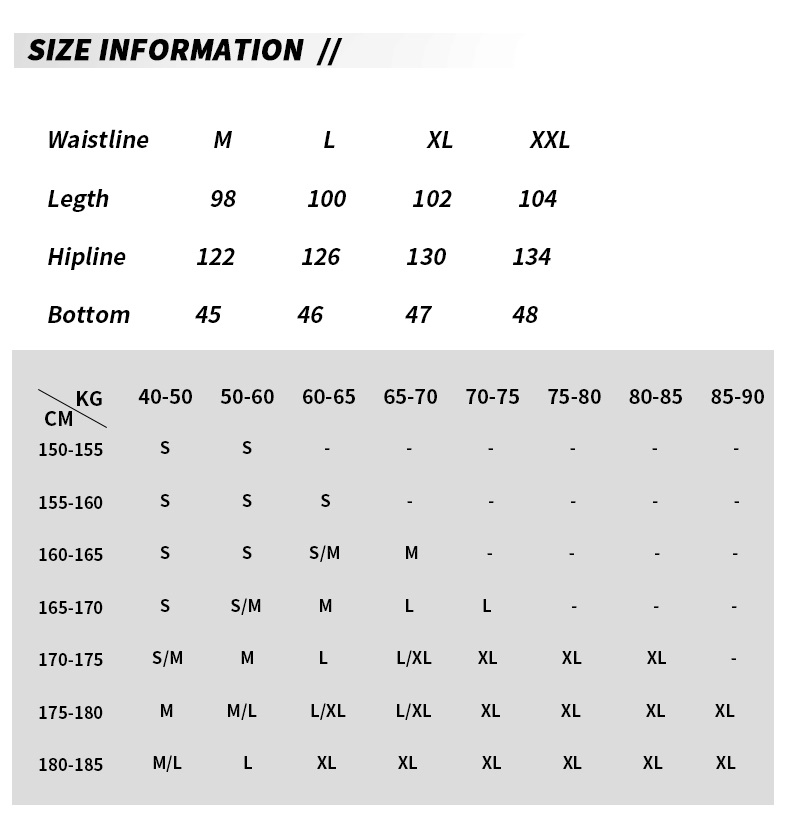 SIZE INFORMATION //
Waistline M L XL XXL
Legth 98 100 102 104
Hipline 122 126 130 134
Bottom 45 46 47 48
KG 40-50 50-60 60-65 65-70 70-75 75-80 80-85 85-90
CM
150-155 S S - - - - - -
155-160 S S S - - - - -
160-165 S S S/M M - - - -
165-170 S S/M M L L - - -
170-175 S/M M L L/XL XL XL XL -
175-180 M M/L L/XL L/XL XL XL XL XL
180-185 M/L L XL XL XL XL XL XL